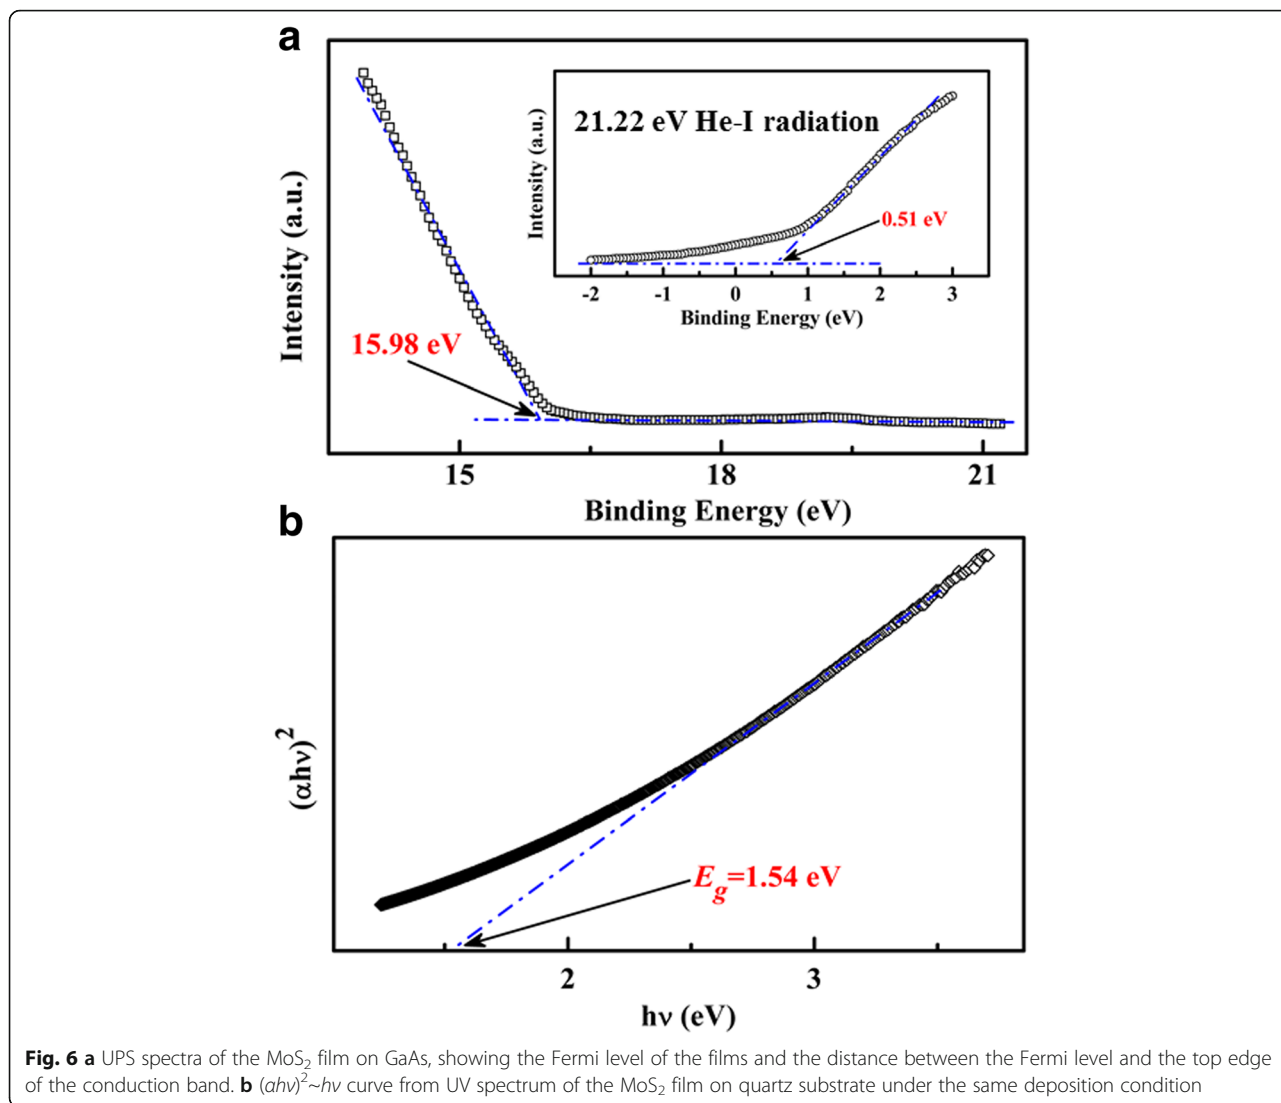 a
21.22 eV He-I radiation
Intensity (a.u.)
0.51 eV
-2 -1 0 1 2 3
Binding Energy (eV)
Intensity (a.u.)
15.98 eV
15 18 21
Binding Energy (eV)
b
(αhν)²
E_g=1.54 eV
2 3
hν (eV)
Fig. 6 a UPS spectra of the MoS₂ film on GaAs, showing the Fermi level of the films and the distance between the Fermi level and the top edge
of the conduction band. b (αhν)²~hν curve from UV spectrum of the MoS₂ film on quartz substrate under the same deposition condition